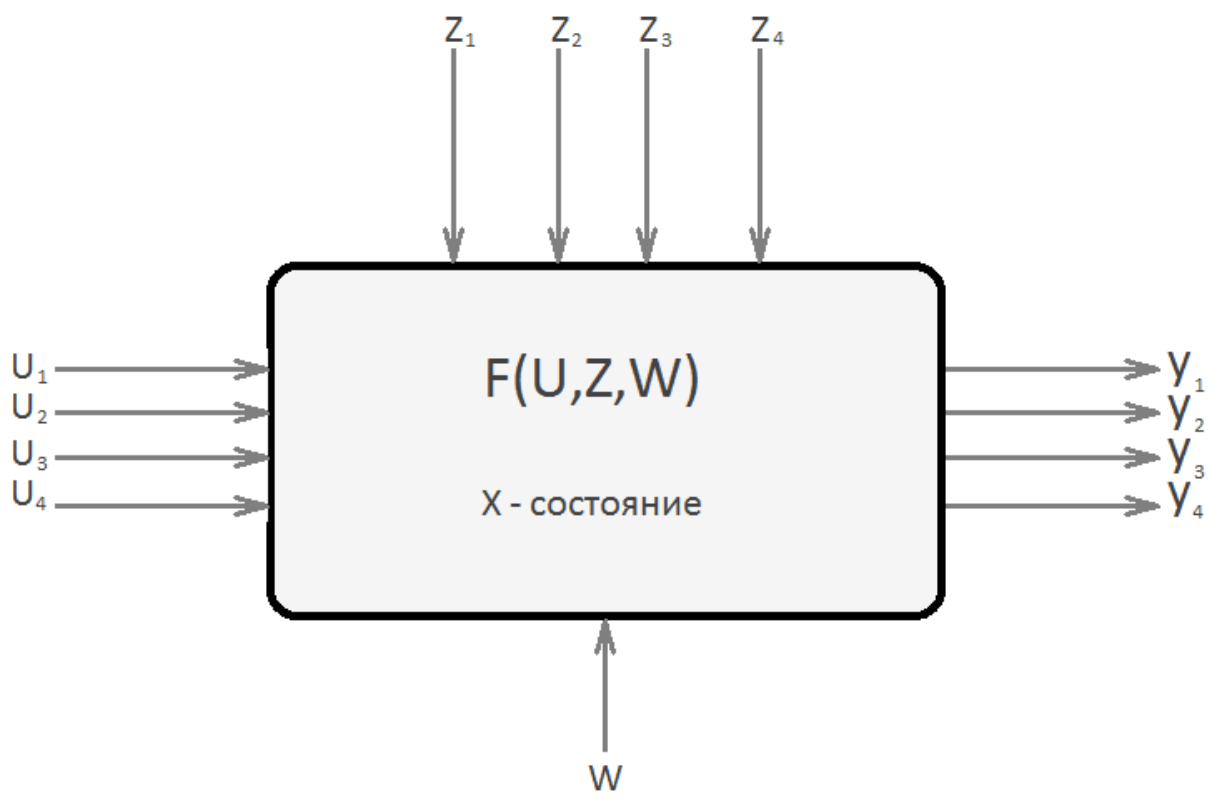 Z₁ Z₂ Z₃ Z₄
U₁
U₂
U₃
U₄
F(U,Z,W)
X - состояние
y₁
y₂
y₃
y₄
W